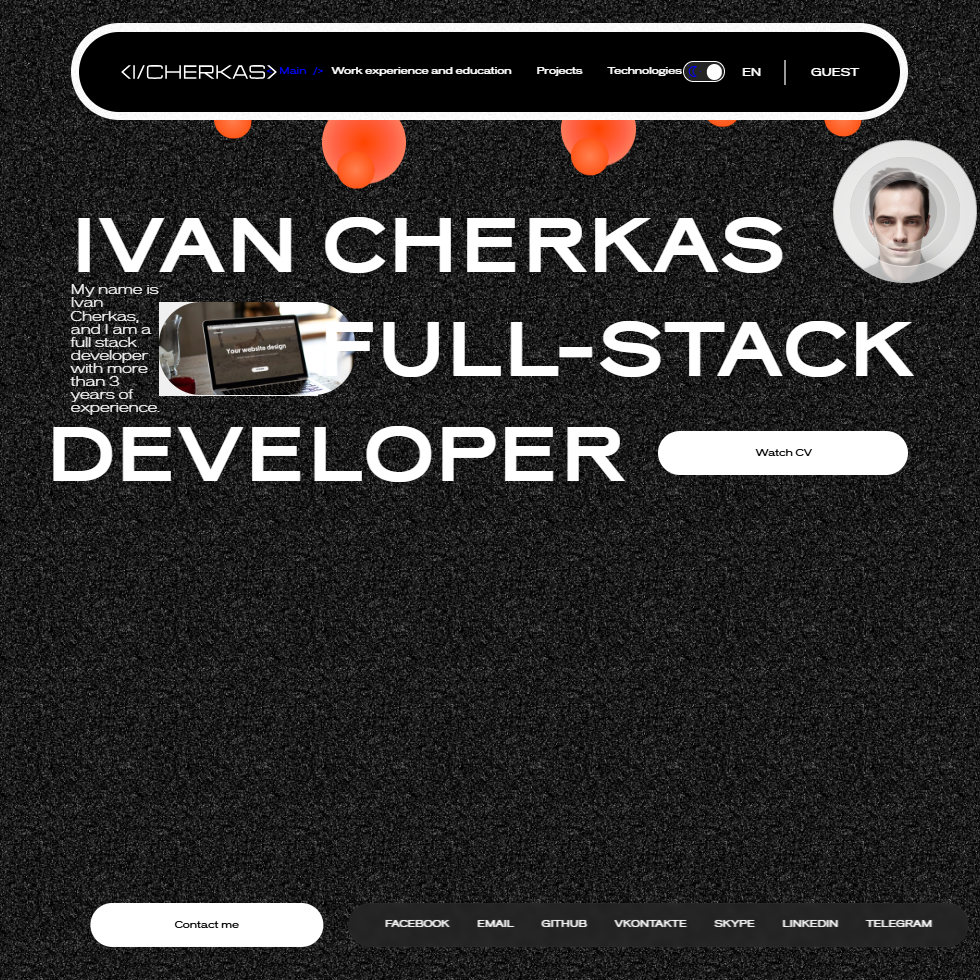 <I/CHERKAS>
Main />
Work experience and education
Projects
Technologies
EN
GUEST
IVAN CHERKAS
My name is
Ivan
Cherkas,
and I am a
full stack
developer
with more
than 3
years of
experience.
Your website design
FULL-STACK
DEVELOPER
Watch CV
Contact me
FACEBOOK
EMAIL
GITHUB
VKONTAKTE
SKYPE
LINKEDIN
TELEGRAM